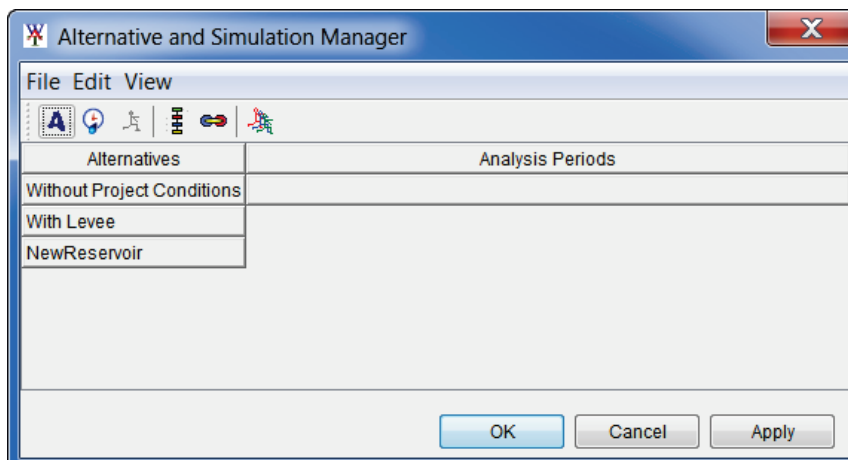 Alternative and Simulation Manager
File Edit View
Alternatives Analysis Periods
Without Project Conditions
With Levee
NewReservoir
OK Cancel Apply